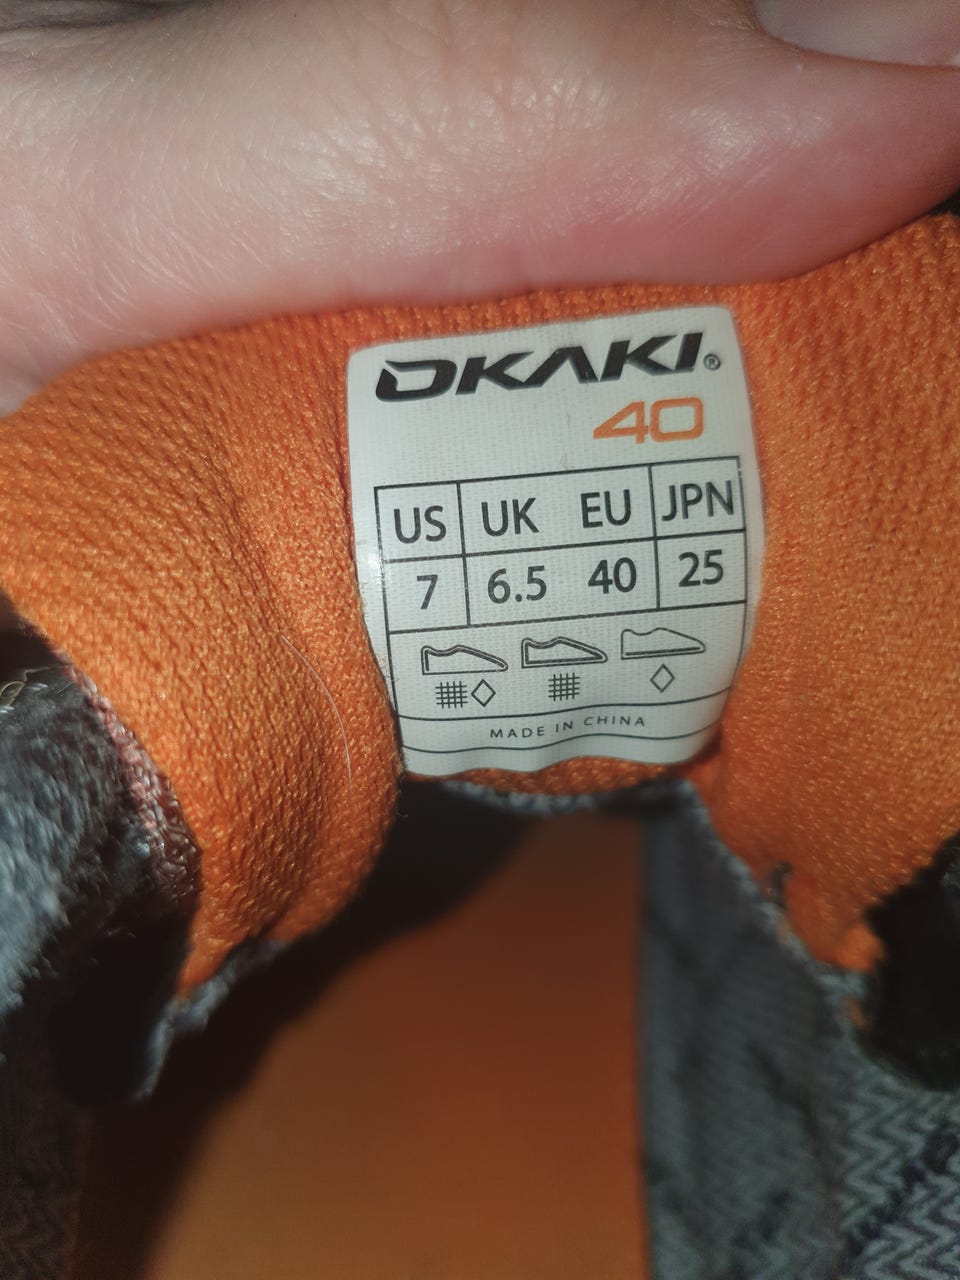 OKAKI®
40
US UK EU JPN
7 6.5 40 25
MADE IN CHINA